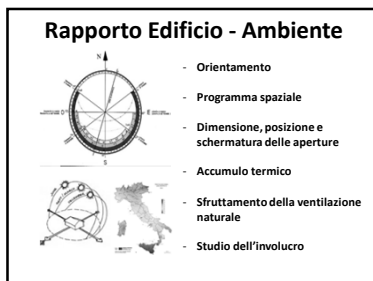 Rapporto Edificio - Ambiente
N
O
E
S
- Orientamento
- Programma spaziale
- Dimensione, posizione e
schermatura delle aperture
- Accumulo termico
- Sfruttamento della ventilazione
naturale
- Studio dell'involucro